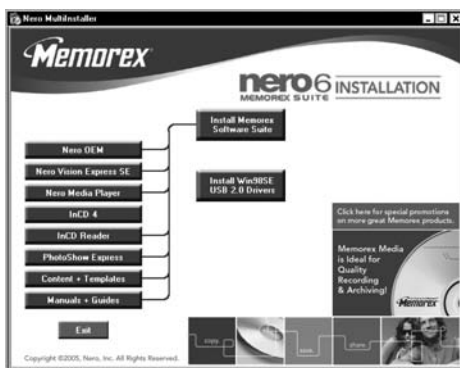 Nero MultiInstaller
Memorex
nero 6 INSTALLATION
MEMOREX SUITE
Install Memorex
Software Suite
Nero OEM
Nero Vision Express SE
Nero Media Player
InCD 4
InCD Reader
PhotoShow Express
Content + Templates
Manuals + Guides
Exit
Install Win98SE
USB 2.0 Drivers
Click here for special promotions
on more great Memorex products.
Memorex Media
is Ideal for
Quality
Recording
& Archiving!
Memorex
copy.
save.
share.
Copyright ©2005, Nero, Inc. All Rights Reserved.